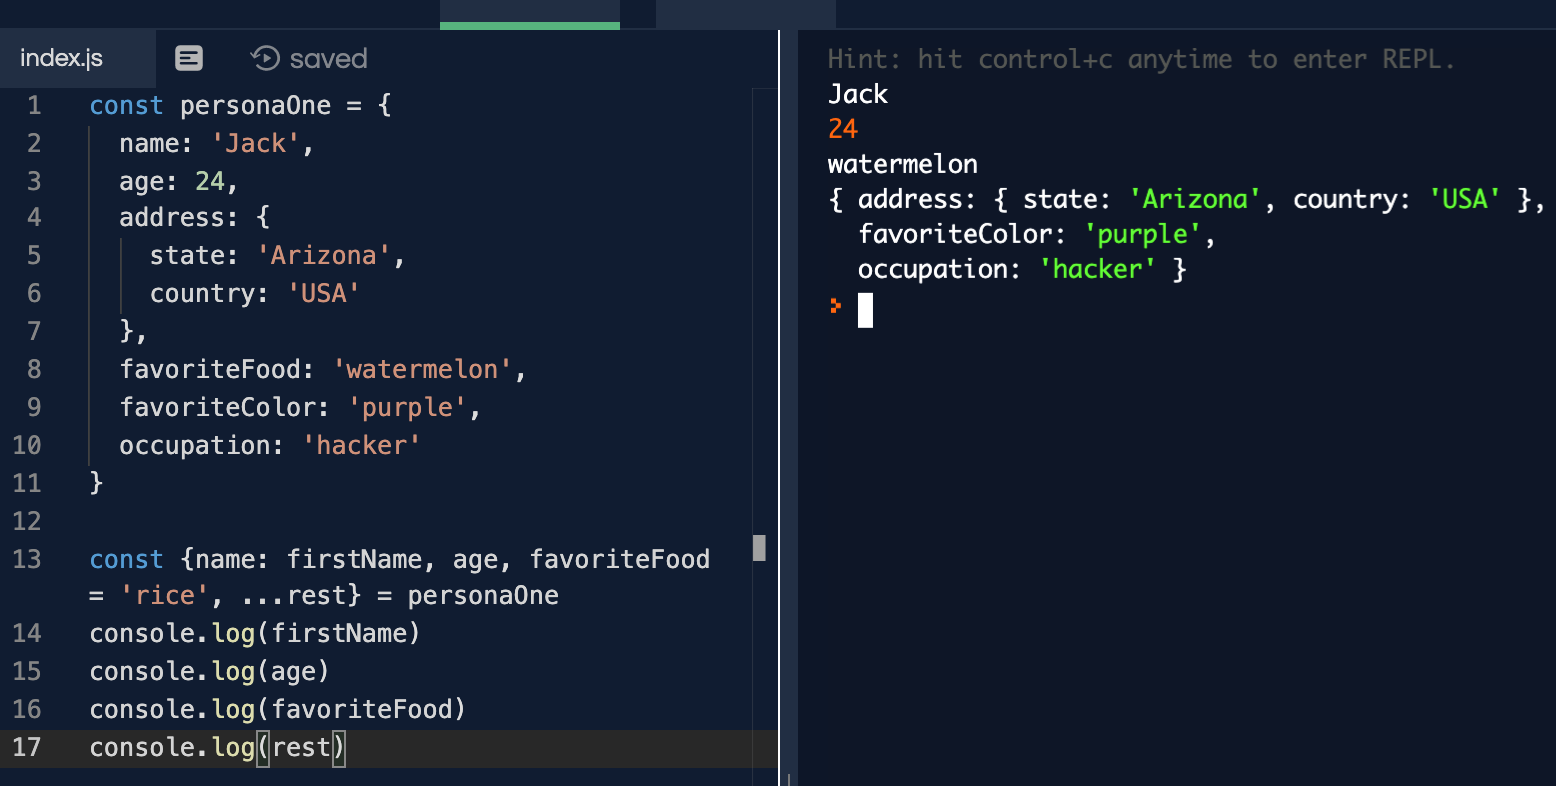 index.js
saved
1 const personaOne = {
2   name: 'Jack',
3   age: 24,
4   address: {
5     state: 'Arizona',
6     country: 'USA'
7   },
8   favoriteFood: 'watermelon',
9   favoriteColor: 'purple',
10   occupation: 'hacker'
11 }
12
13 const {name: firstName, age, favoriteFood
= 'rice', ...rest} = personaOne
14 console.log(firstName)
15 console.log(age)
16 console.log(favoriteFood)
17 console.log(rest)
Hint: hit control+c anytime to enter REPL.
Jack
24
watermelon
{ address: { state: 'Arizona', country: 'USA' },
  favoriteColor: 'purple',
  occupation: 'hacker' }